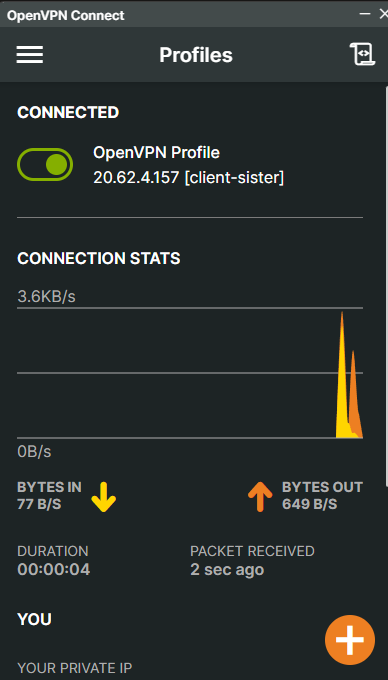 OpenVPN Connect
Profiles
CONNECTED
OpenVPN Profile
20.62.4.157 [client-sister]
CONNECTION STATS
3.6KB/s
0B/s
BYTES IN
77 B/S
BYTES OUT
649 B/S
DURATION
00:00:04
PACKET RECEIVED
2 sec ago
YOU
YOUR PRIVATE IP